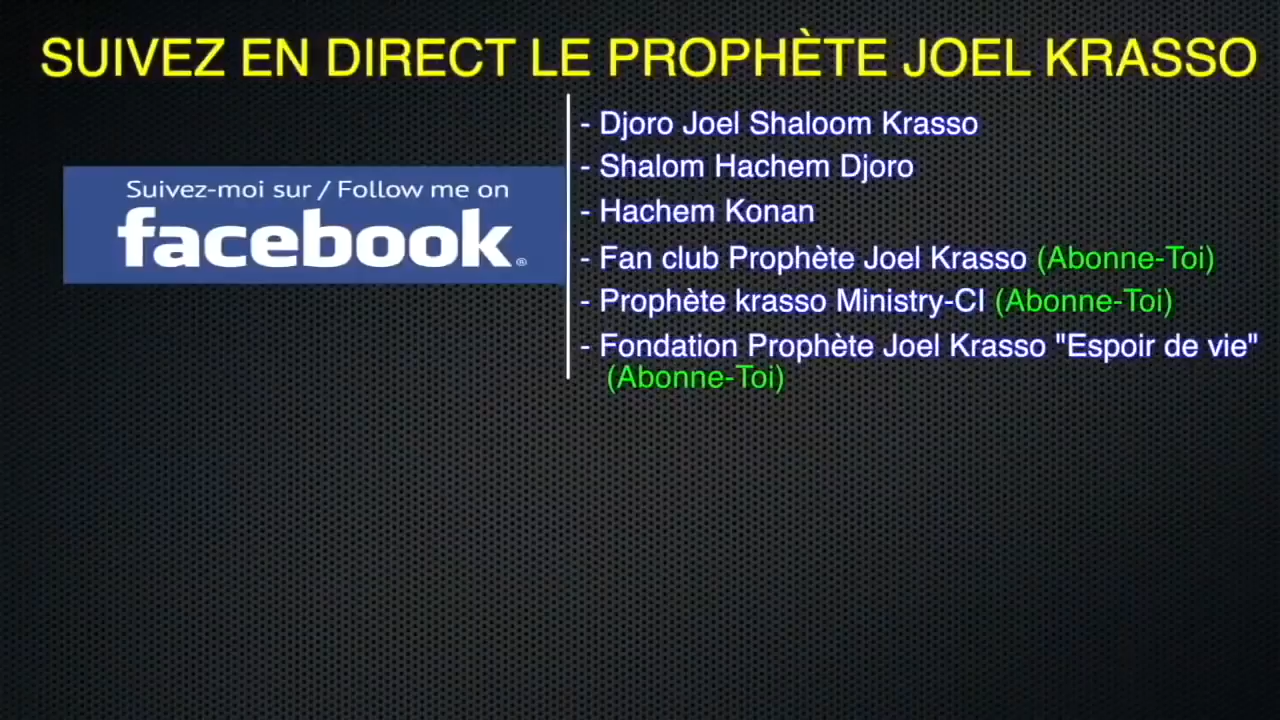 SUIVEZ EN DIRECT LE PROPHÈTE JOEL KRASSO
Suivez-moi sur / Follow me on
facebook®
- Djoro Joel Shaloom Krasso
- Shalom Hachem Djoro
- Hachem Konan
- Fan club Prophète Joel Krasso (Abonne-Toi)
- Prophète krasso Ministry-CI (Abonne-Toi)
- Fondation Prophète Joel Krasso "Espoir de vie"
(Abonne-Toi)